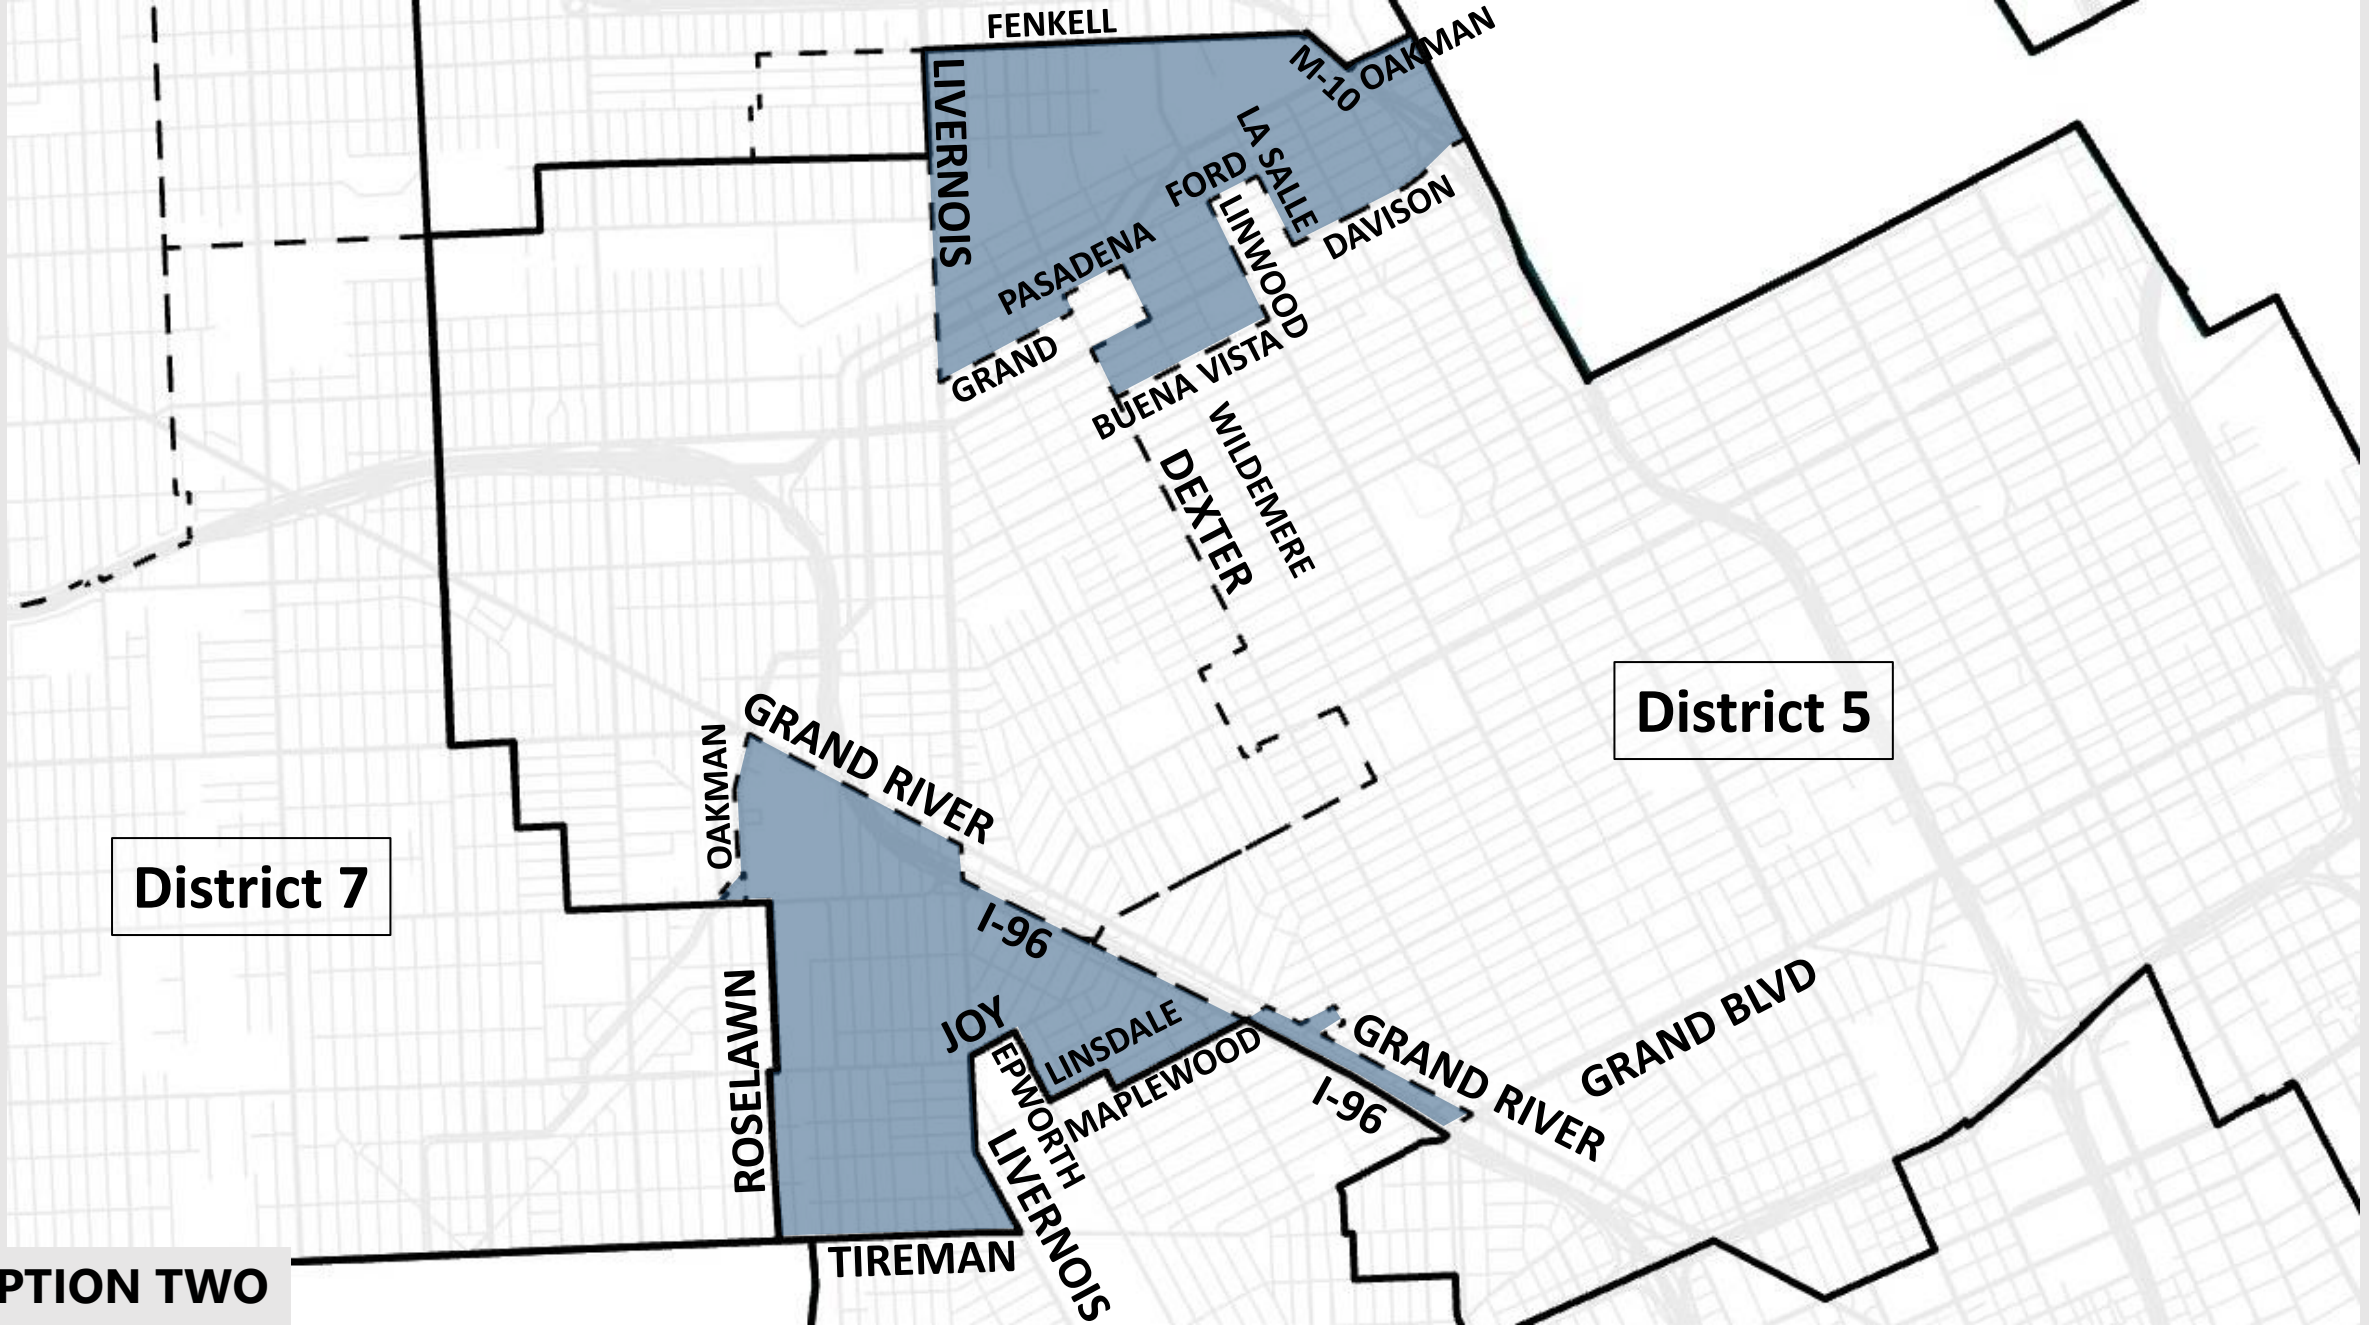 FENKELL
OAKMAN
M-10
LIVERNOIS
LA SALLE
FORD
DAVISON
LINWOOD
PASADENA
GRAND
BUENA VISTA
WILDEMERE
DEXTER
District 5
GRAND RIVER
OAKMAN
District 7
I-96
GRAND BLVD
ROSELAWN
JOY
LINSDALE
EPWORTH
MAPLEWOOD
GRAND RIVER
I-96
LIVERNOIS
TIREMAN
PTION TWO